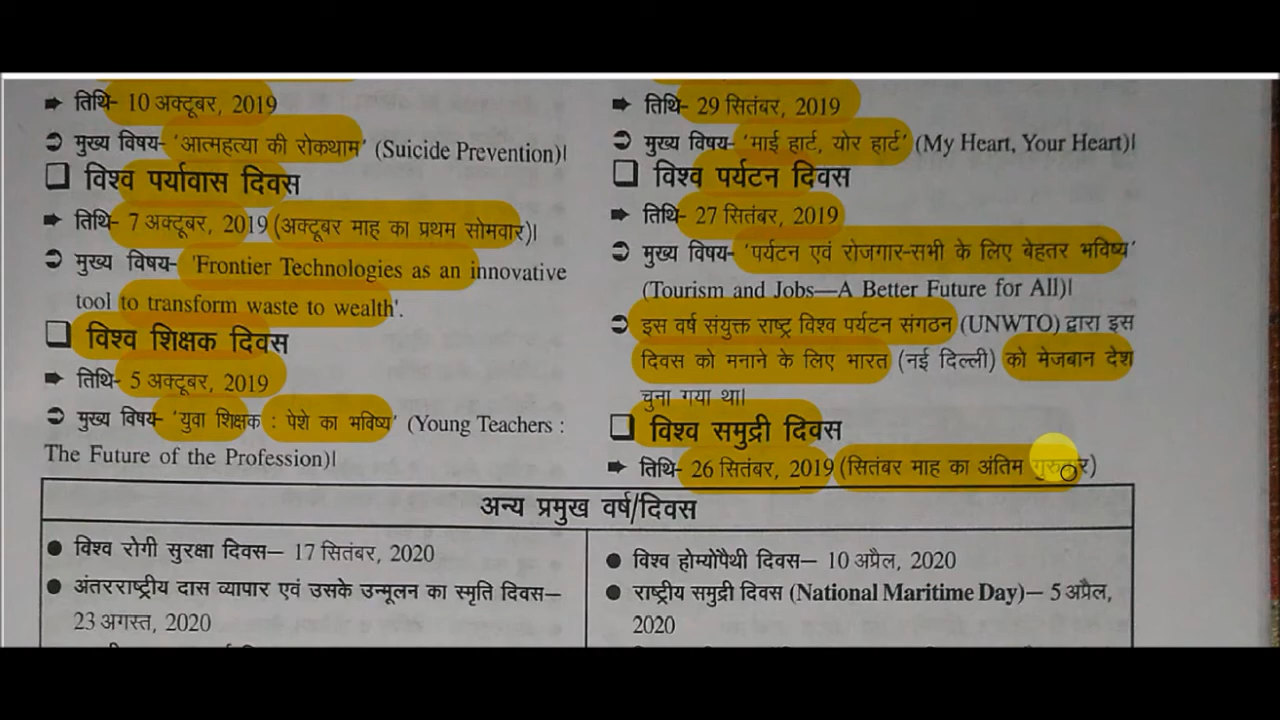 ➡ तिथि- 10 अक्टूबर, 2019
➲ मुख्य विषय- 'आत्महत्या की रोकथाम' (Suicide Prevention)।
❑ विश्व पर्यावास दिवस
➡ तिथि- 7 अक्टूबर, 2019 (अक्टूबर माह का प्रथम सोमवार)।
➲ मुख्य विषय- 'Frontier Technologies as an innovative
tool to transform waste to wealth'.
❑ विश्व शिक्षक दिवस
➡ तिथि- 5 अक्टूबर, 2019
➲ मुख्य विषय- 'युवा शिक्षक : पेशे का भविष्य' (Young Teachers :
The Future of the Profession)।
➡ तिथि- 29 सितंबर, 2019
➲ मुख्य विषय- 'माई हार्ट, योर हार्ट' (My Heart, Your Heart)।
❑ विश्व पर्यटन दिवस
➡ तिथि- 27 सितंबर, 2019
➲ मुख्य विषय- 'पर्यटन एवं रोजगार-सभी के लिए बेहतर भविष्य'
(Tourism and Jobs—A Better Future for All)।
➲ इस वर्ष संयुक्त राष्ट्र विश्व पर्यटन संगठन (UNWTO) द्वारा इस
दिवस को मनाने के लिए भारत (नई दिल्ली) को मेजबान देश
चुना गया था।
❑ विश्व समुद्री दिवस
➡ तिथि- 26 सितंबर, 2019 (सितंबर माह का अंतिम
अन्य प्रमुख वर्ष/दिवस
● विश्व रोगी सुरक्षा दिवस– 17 सितंबर, 2020
● अंतरराष्ट्रीय दास व्यापार एवं उसके उन्मूलन का स्मृति दिवस–
23 अगस्त, 2020
● विश्व होम्योपैथी दिवस– 10 अप्रैल, 2020
● राष्ट्रीय समुद्री दिवस (National Maritime Day)– 5 अप्रैल,
2020